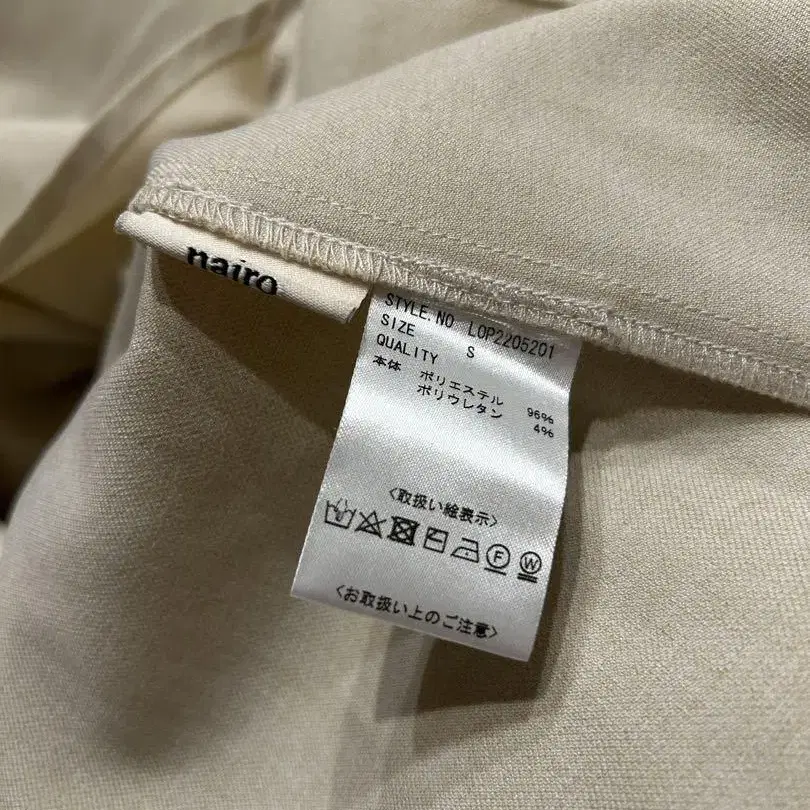 nairo
STYLE.NO LOP2205201
SIZE S
QUALITY
本体 ポリエステル 96%
ポリウレタン 4%
<取扱い絵表示>
F W
<お取扱い上のご注意>